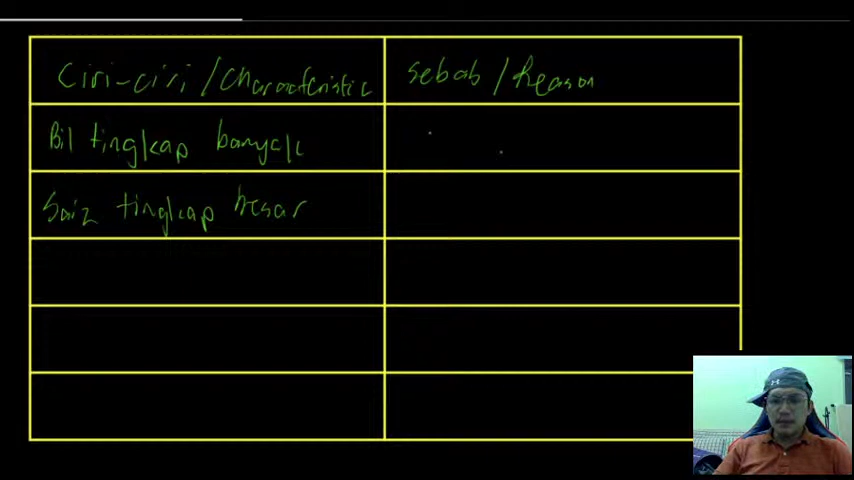 Ciri-ciri / Characteristic
sebab / Reason
Bil tingkap banyak
Saiz tingkap besar